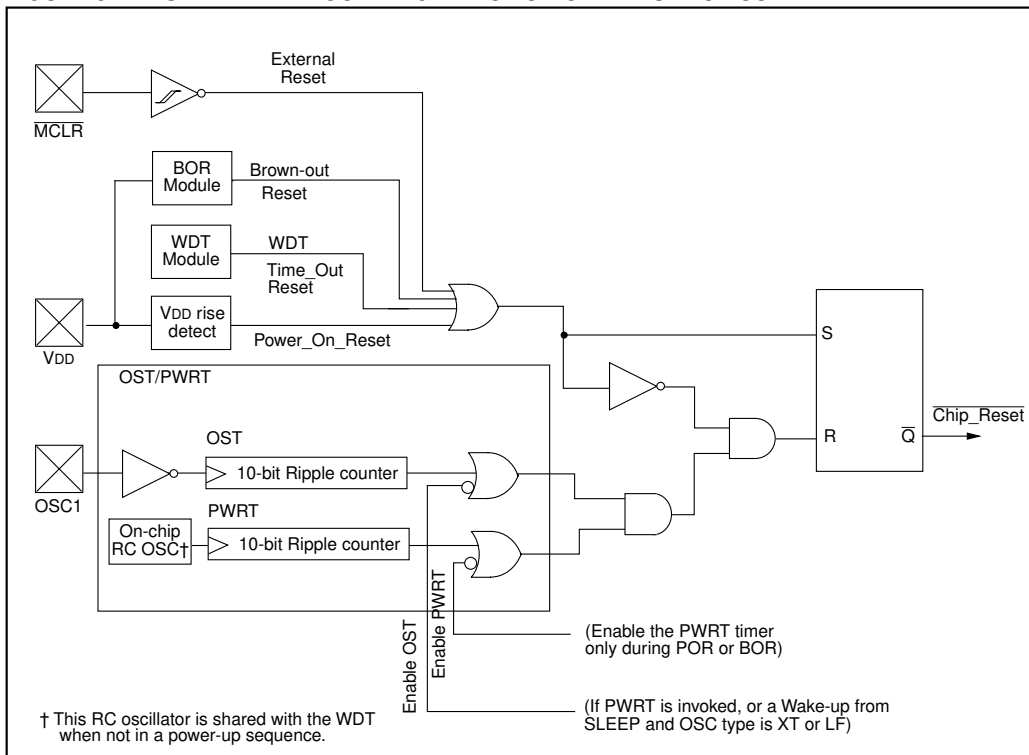 External
Reset
MCLR
BOR
Module
Brown-out
Reset
WDT
Module
WDT
Time_Out
Reset
VDD rise
detect
VDD
Power_On_Reset
S
OST/PWRT
Chip_Reset
R
Q
OST
10-bit Ripple counter
OSC1
PWRT
On-chip
RC OSC†
10-bit Ripple counter
Enable OST
Enable PWRT
(Enable the PWRT timer
only during POR or BOR)
(If PWRT is invoked, or a Wake-up from
SLEEP and OSC type is XT or LF)
† This RC oscillator is shared with the WDT
when not in a power-up sequence.